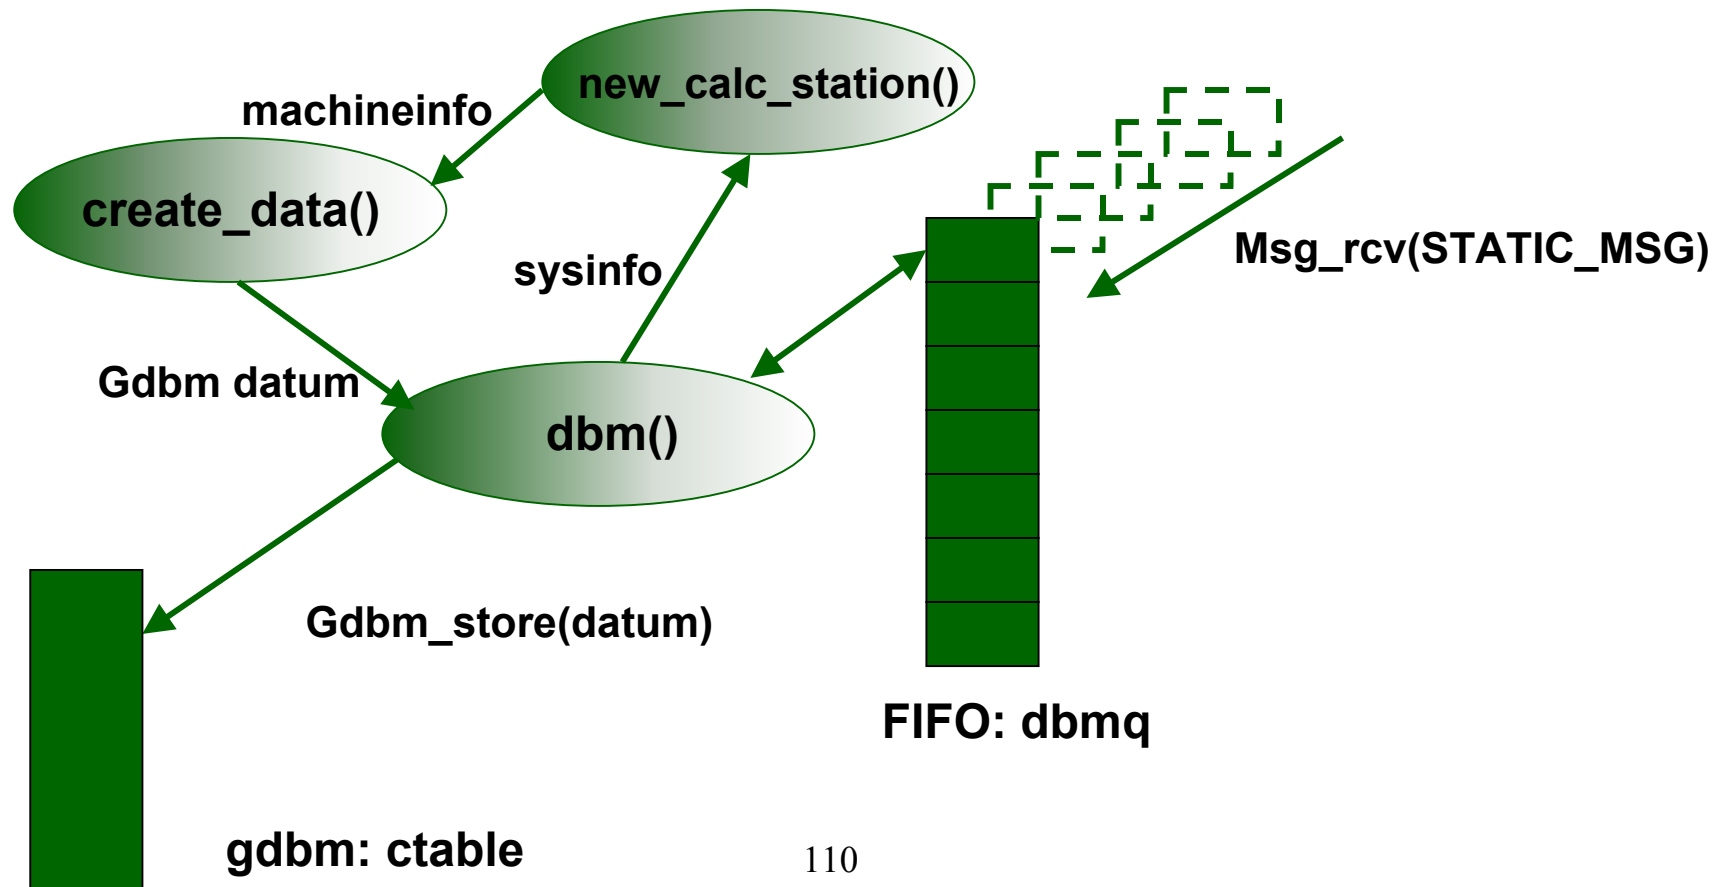 new_calc_station()
machineinfo
create_data()
Msg_rcv(STATIC_MSG)
sysinfo
Gdbm datum
dbm()
Gdbm_store(datum)
FIFO: dbmq
gdbm: ctable
110